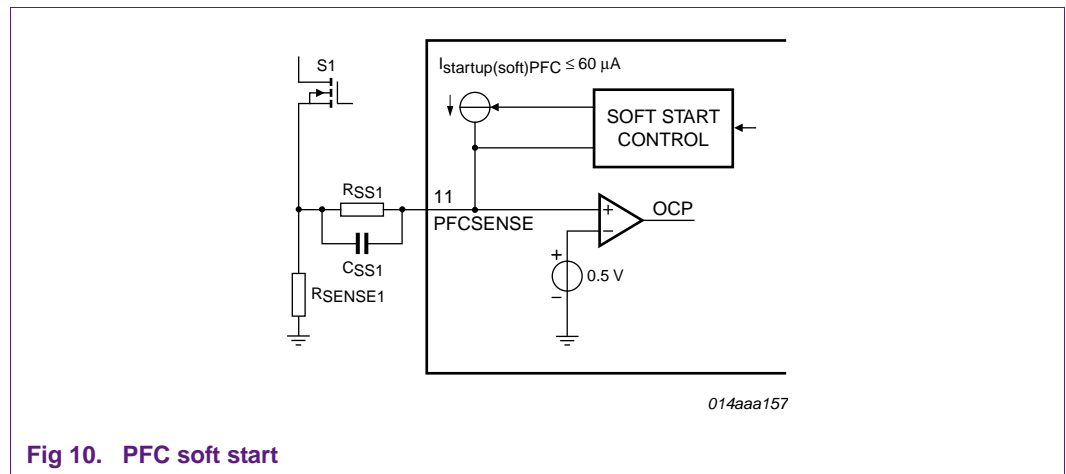 S1
Istartup(soft)PFC ≤ 60 μA
SOFT START
CONTROL
RSS1
11
PFCSENSE
OCP
+
−
CSS1
+
0.5 V
−
RSENSE1
014aaa157
Fig 10. PFC soft start